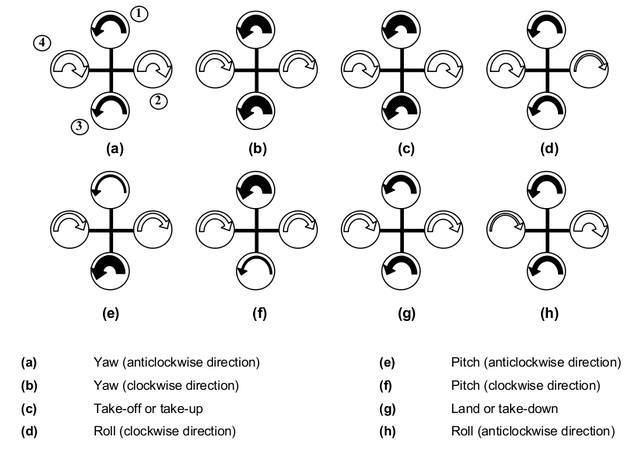 1
4
2
3
(a) (b) (c) (d)
(e) (f) (g) (h)
(a) Yaw (anticlockwise direction) (e) Pitch (anticlockwise direction)
(b) Yaw (clockwise direction) (f) Pitch (clockwise direction)
(c) Take-off or take-up (g) Land or take-down
(d) Roll (clockwise direction) (h) Roll (anticlockwise direction)